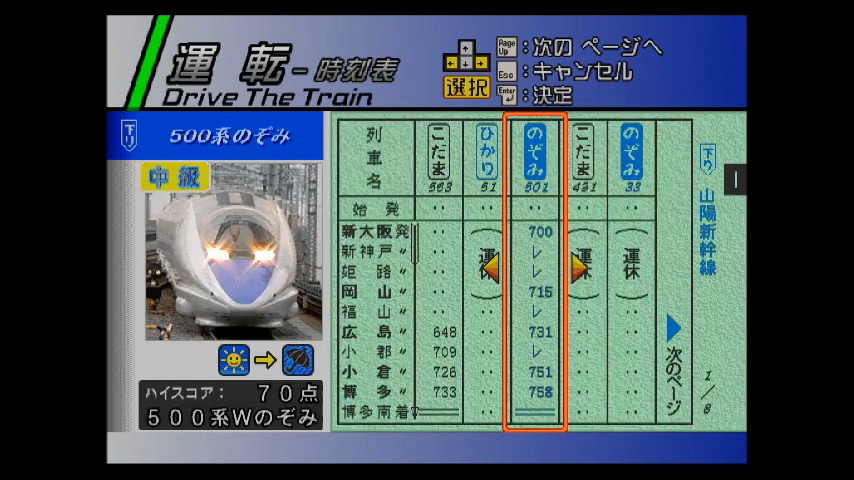 運 転 - 時刻表
Drive The Train
選択
Page Up : 次の ページへ
Esc : キャンセル
Enter : 決定
下り
500系のぞみ
中 級
ハイスコア： 70点
500系Wのぞみ
列車名 こだま ひかり のぞみ こだま のぞみ
563 51 501 431 33
始 発 ‥ ‥ ‥ ‥ ‥
新大阪発 ‥ ( 運休 ) 700 ( 運休 ) ( 運休 )
新神戸 〃 ‥ レ
姫 路 〃 ‥ レ
岡 山 〃 ‥ 715
福 山 〃 ‥ レ ‥ ‥
広 島 〃 648 ‥ 731 ‥ ‥
小 郡 〃 709 ‥ レ ‥ ‥
小 倉 〃 726 ‥ 751 ‥ ‥
博 多 〃 733 ‥ 758 ‥ ‥
博多南着 ‥ ‥ ‥
次のページ
下り
山陽新幹線
1/8